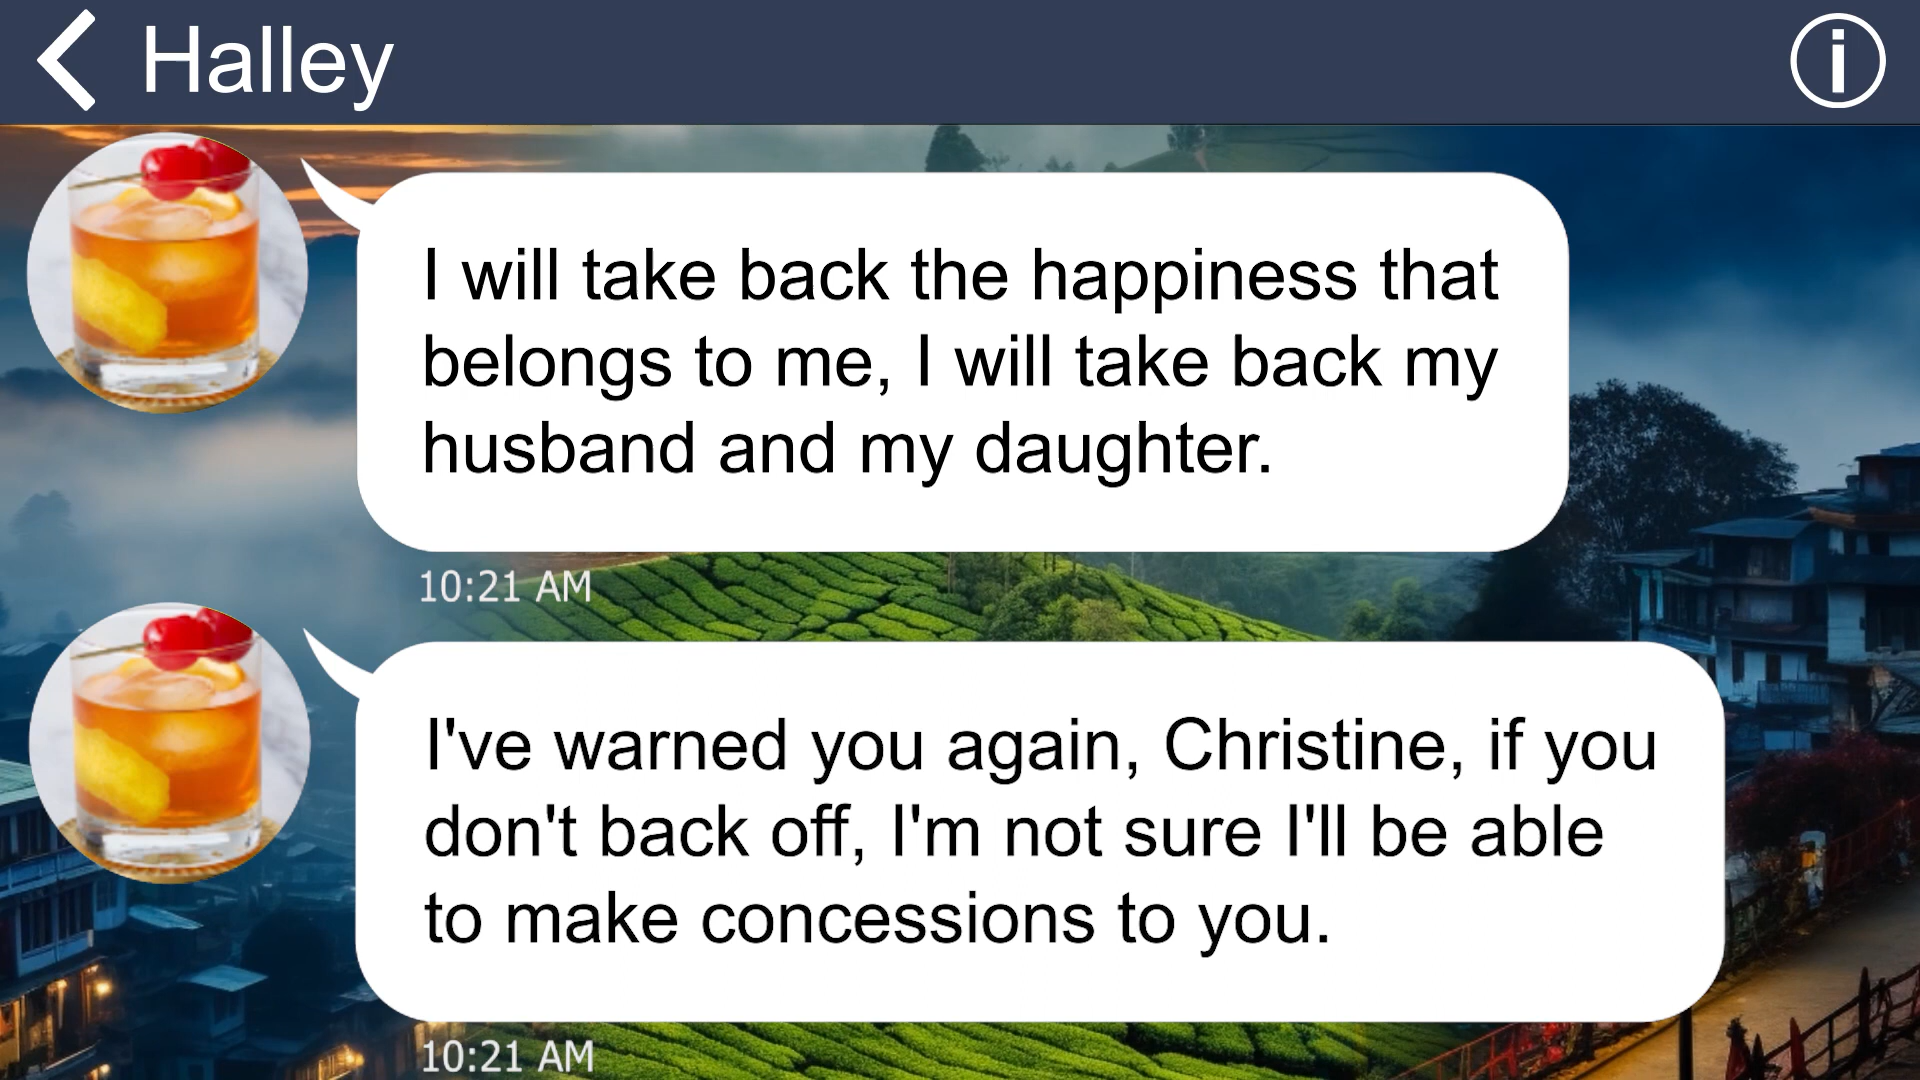 Halley
I will take back the happiness that
belongs to me, I will take back my
husband and my daughter.
10:21 AM
I've warned you again, Christine, if you
don't back off, I'm not sure I'll be able
to make concessions to you.
10:21 AM